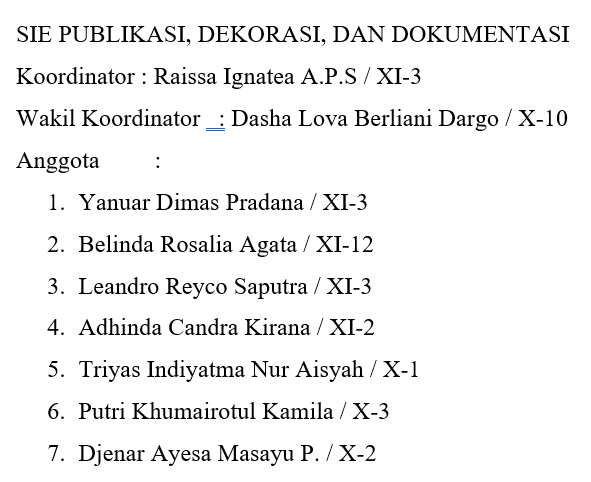 SIE PUBLIKASI, DEKORASI, DAN DOKUMENTASI
Koordinator : Raissa Ignatea A.P.S / XI-3
Wakil Koordinator : Dasha Lova Berliani Dargo / X-10
Anggota :
1. Yanuar Dimas Pradana / XI-3
2. Belinda Rosalia Agata / XI-12
3. Leandro Reyco Saputra / XI-3
4. Adhinda Candra Kirana / XI-2
5. Triyas Indiyatma Nur Aisyah / X-1
6. Putri Khumairotul Kamila / X-3
7. Djenar Ayesa Masayu P. / X-2